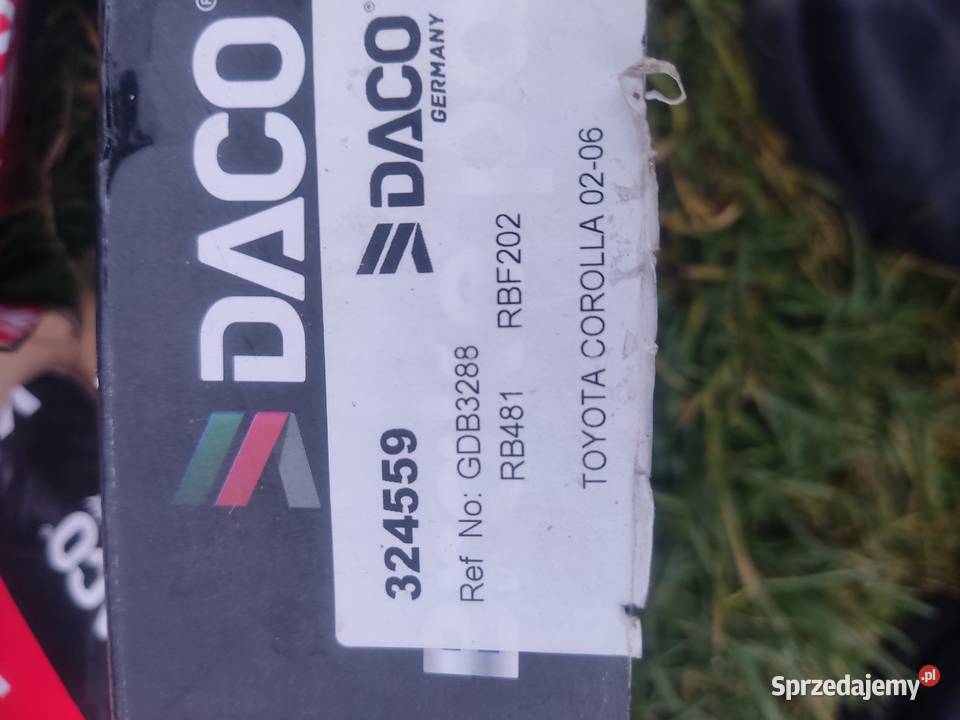 DACO®
DACO®
GERMANY
324559
Ref No: GDB3288
RB481 RBF202
TOYOTA COROLLA 02-06
Sprzedajemy.pl